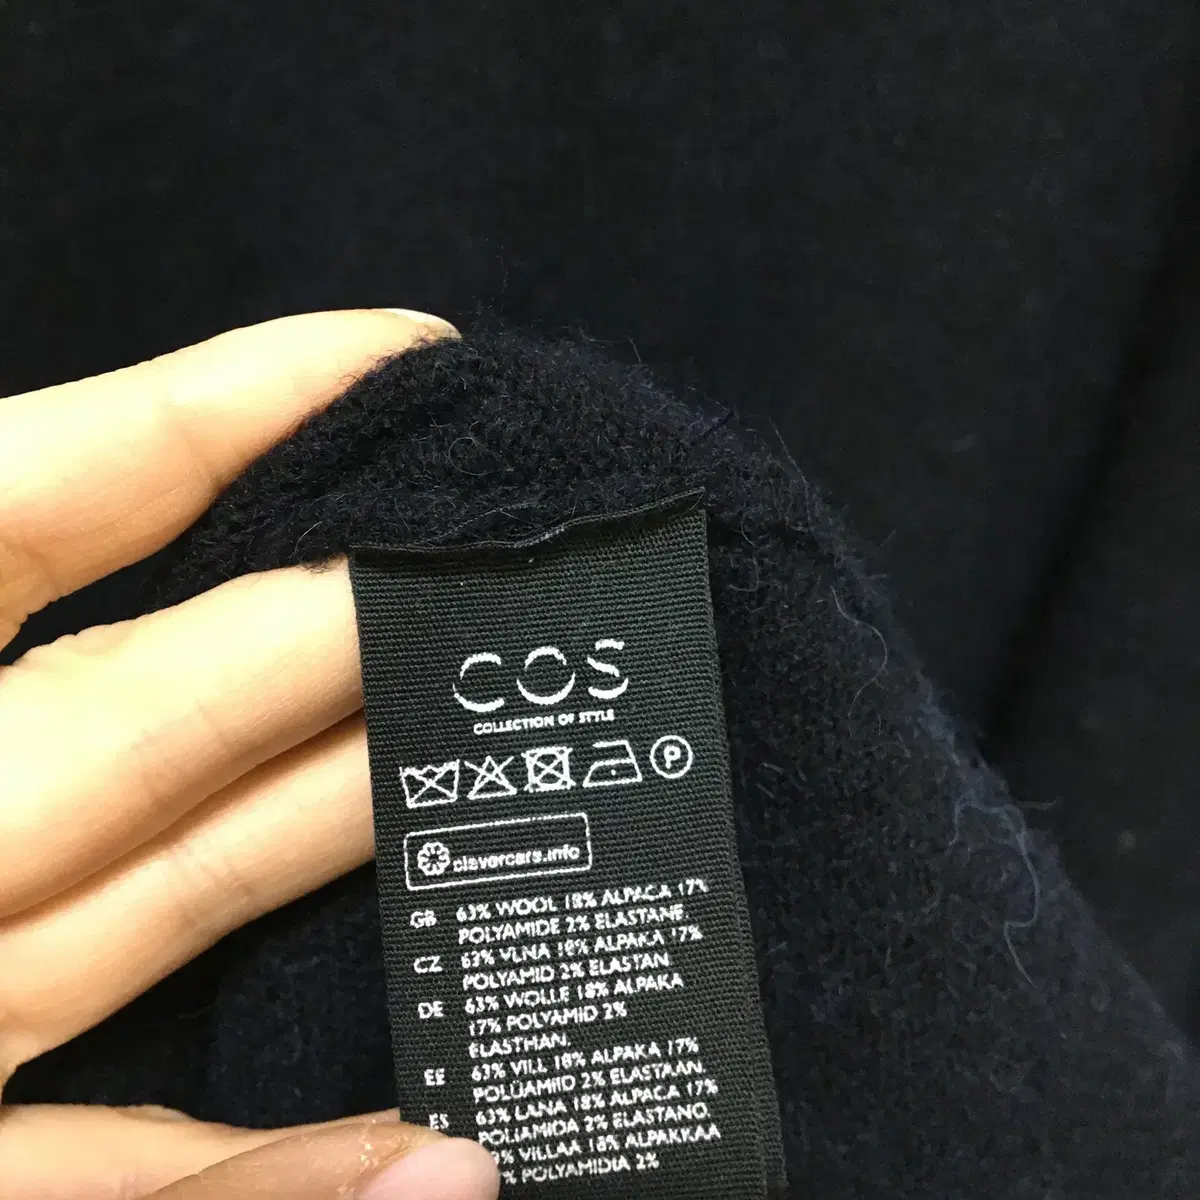 COS
COLLECTION OF STYLE
P
clevercare.info
GB 63% WOOL 18% ALPACA 17%
POLYAMIDE 2% ELASTANE.
CZ 63% VLNA 18% ALPAKA 17%
POLYAMID 2% ELASTAN
DE 63% WOLLE 18% ALPAKA
17% POLYAMID 2%
ELASTHAN.
EE 63% VILL 18% ALPAKA 17%
POLÜAMIID 2% ELASTAAN.
ES 63% LANA 18% ALPACA 17%
POLIAMIDA 2% ELASTANO.
VILLAA 18% ALPAKKAA
% POLYAMIDIA 2%